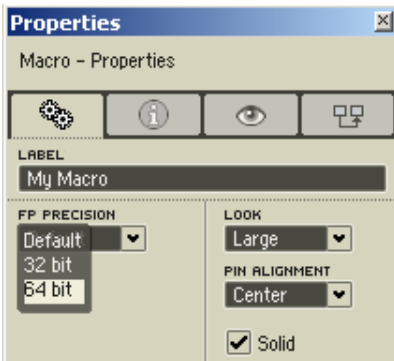 Properties
Macro - Properties
LABEL
My Macro
FP PRECISION
Default
32 bit
64 bit
LOOK
Large
PIN ALIGNMENT
Center
Solid